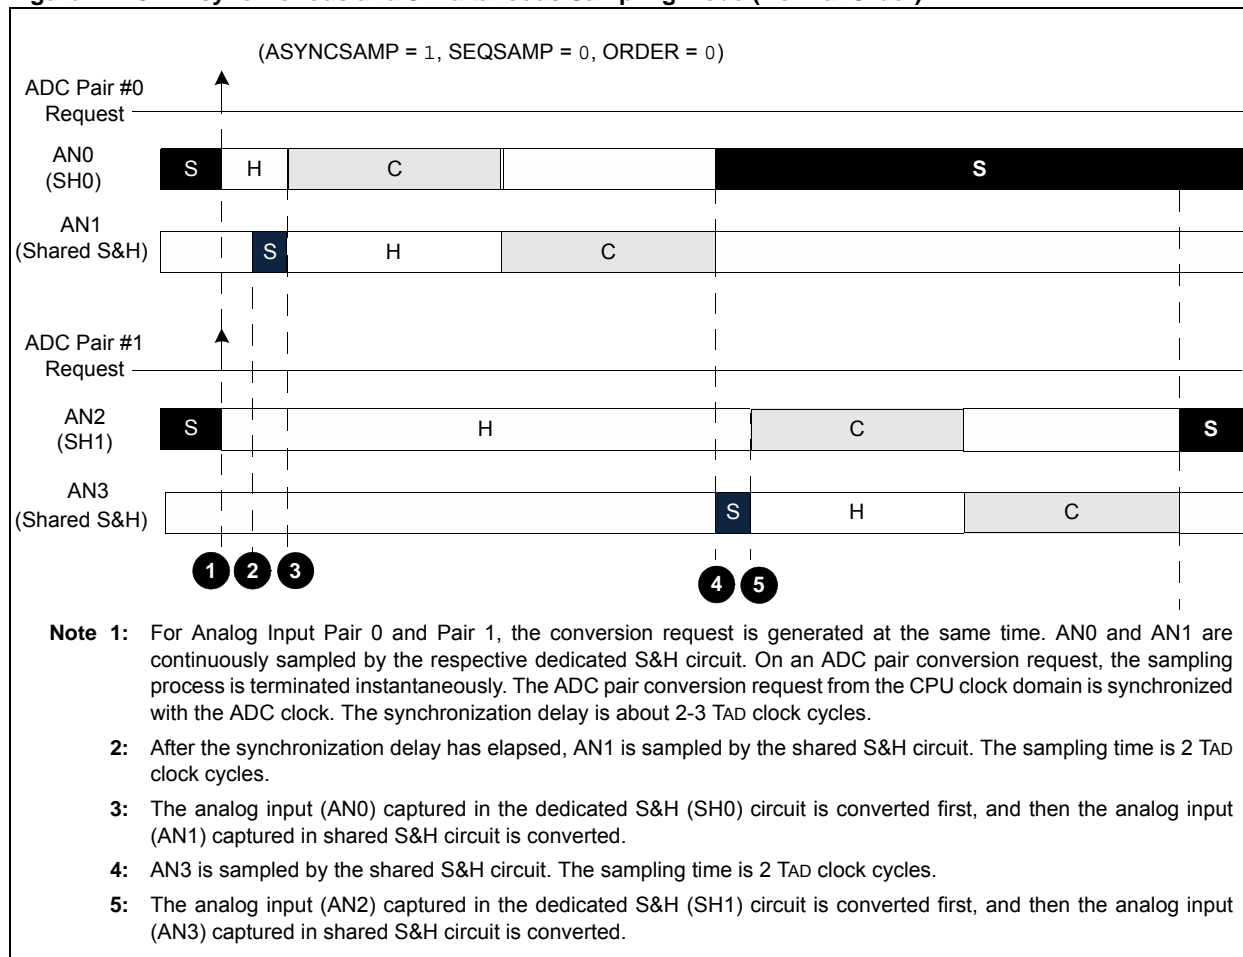 (ASYNCSAMP = 1, SEQSAMP = 0, ORDER = 0)
ADC Pair #0
Request
AN0
(SH0)
S
H
C
S
AN1
(Shared S&H)
S
H
C
ADC Pair #1
Request
AN2
(SH1)
S
H
C
S
AN3
(Shared S&H)
S
H
C
1
2
3
4
5
Note 1: For Analog Input Pair 0 and Pair 1, the conversion request is generated at the same time. AN0 and AN1 are
continuously sampled by the respective dedicated S&H circuit. On an ADC pair conversion request, the sampling
process is terminated instantaneously. The ADC pair conversion request from the CPU clock domain is synchronized
with the ADC clock. The synchronization delay is about 2-3 TAD clock cycles.
2: After the synchronization delay has elapsed, AN1 is sampled by the shared S&H circuit. The sampling time is 2 TAD
clock cycles.
3: The analog input (AN0) captured in the dedicated S&H (SH0) circuit is converted first, and then the analog input
(AN1) captured in shared S&H circuit is converted.
4: AN3 is sampled by the shared S&H circuit. The sampling time is 2 TAD clock cycles.
5: The analog input (AN2) captured in the dedicated S&H (SH1) circuit is converted first, and then the analog input
(AN3) captured in shared S&H circuit is converted.